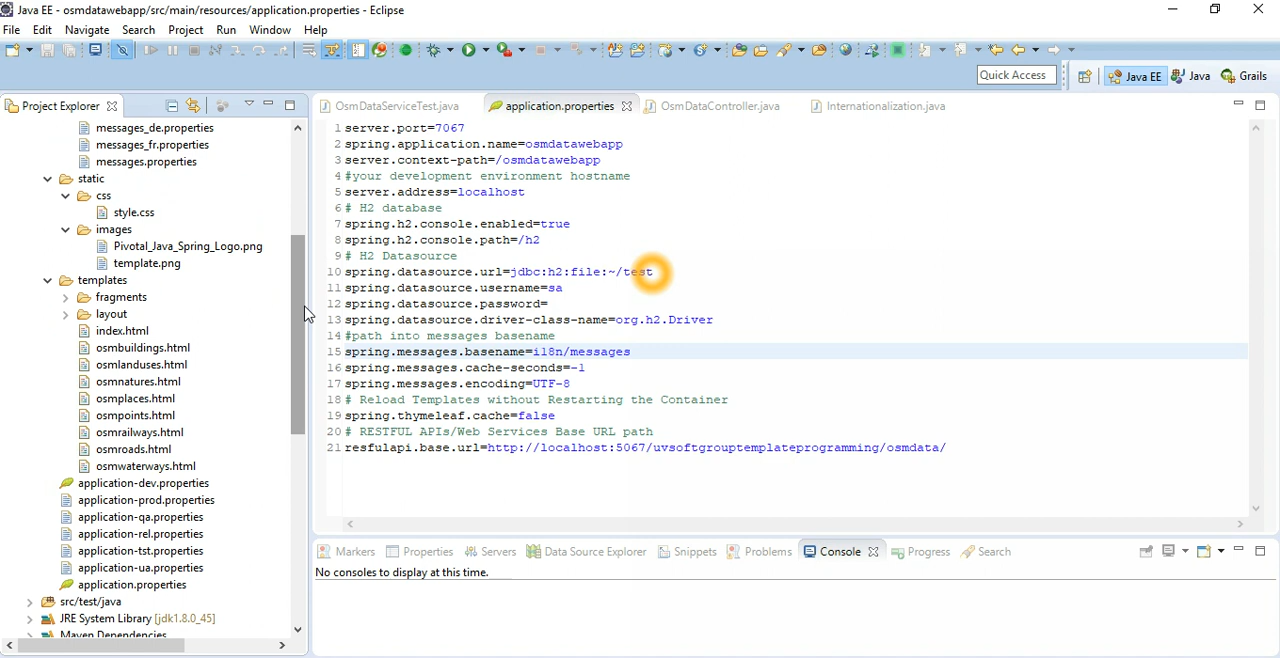 Java EE - osmdatawebapp/src/main/resources/application.properties - Eclipse
File Edit Navigate Search Project Run Window Help
Quick Access Java EE Java Grails
Project Explorer
messages_de.properties
messages_fr.properties
messages.properties
static
css
style.css
images
Pivotal_Java_Spring_Logo.png
template.png
templates
fragments
layout
index.html
osmbuildings.html
osmlanduses.html
osmnatures.html
osmplaces.html
osmpoints.html
osmrailways.html
osmroads.html
osmwaterways.html
application-dev.properties
application-prod.properties
application-qa.properties
application-rel.properties
application-tst.properties
application-ua.properties
application.properties
src/test/java
JRE System Library [jdk1.8.0_45]
Maven Dependencies
OsmDataServiceTest.java application.properties OsmDataController.java Internationalization.java
1 server.port=7067
2 spring.application.name=osmdatawebapp
3 server.context-path=/osmdatawebapp
4 #your development environment hostname
5 server.address=localhost
6 # H2 database
7 spring.h2.console.enabled=true
8 spring.h2.console.path=/h2
9 # H2 Datasource
10 spring.datasource.url=jdbc:h2:file:~/test
11 spring.datasource.username=sa
12 spring.datasource.password=
13 spring.datasource.driver-class-name=org.h2.Driver
14 #path into messages basename
15 spring.messages.basename=i18n/messages
16 spring.messages.cache-seconds=-1
17 spring.messages.encoding=UTF-8
18 # Reload Templates without Restarting the Container
19 spring.thymeleaf.cache=false
20 # RESTFUL APIs/Web Services Base URL path
21 resfulapi.base.url=http://localhost:5067/uvsoftgrouptemplateprogramming/osmdata/
Markers Properties Servers Data Source Explorer Snippets Problems Console Progress Search
No consoles to display at this time.